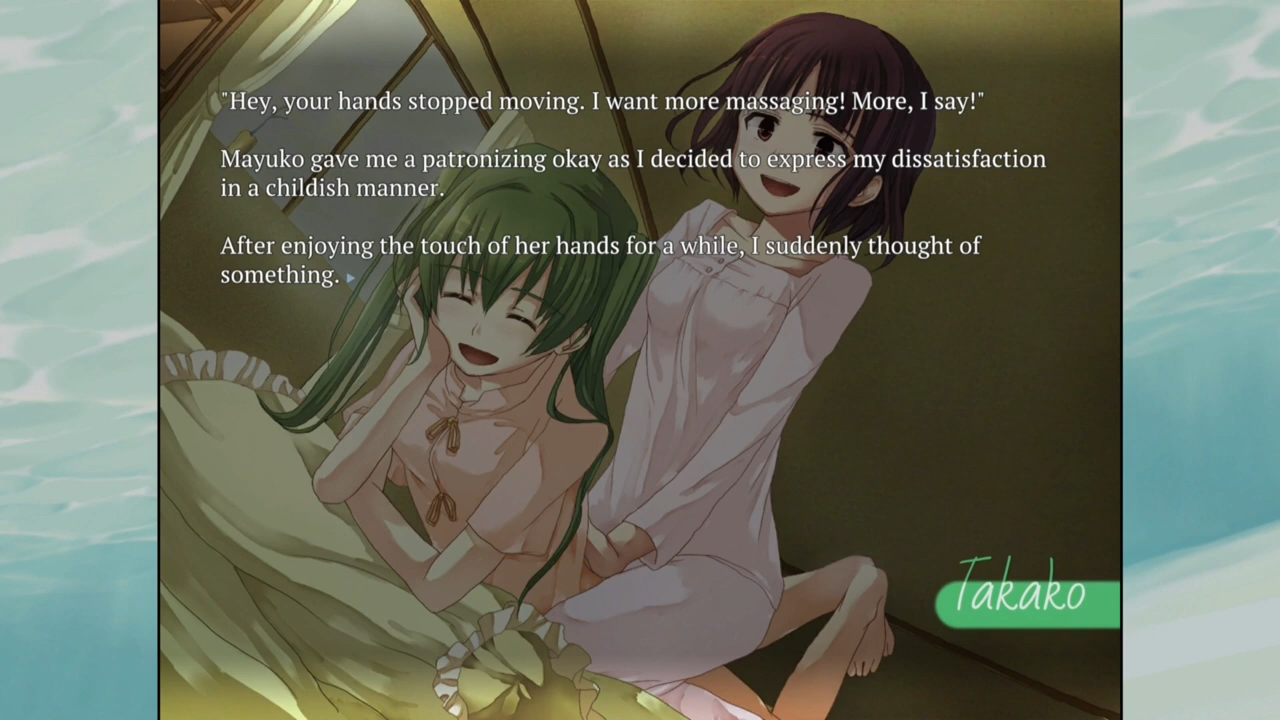 "Hey, your hands stopped moving. I want more massaging! More, I say!"
Mayuko gave me a patronizing okay as I decided to express my dissatisfaction
in a childish manner.
After enjoying the touch of her hands for a while, I suddenly thought of
something.
Takako